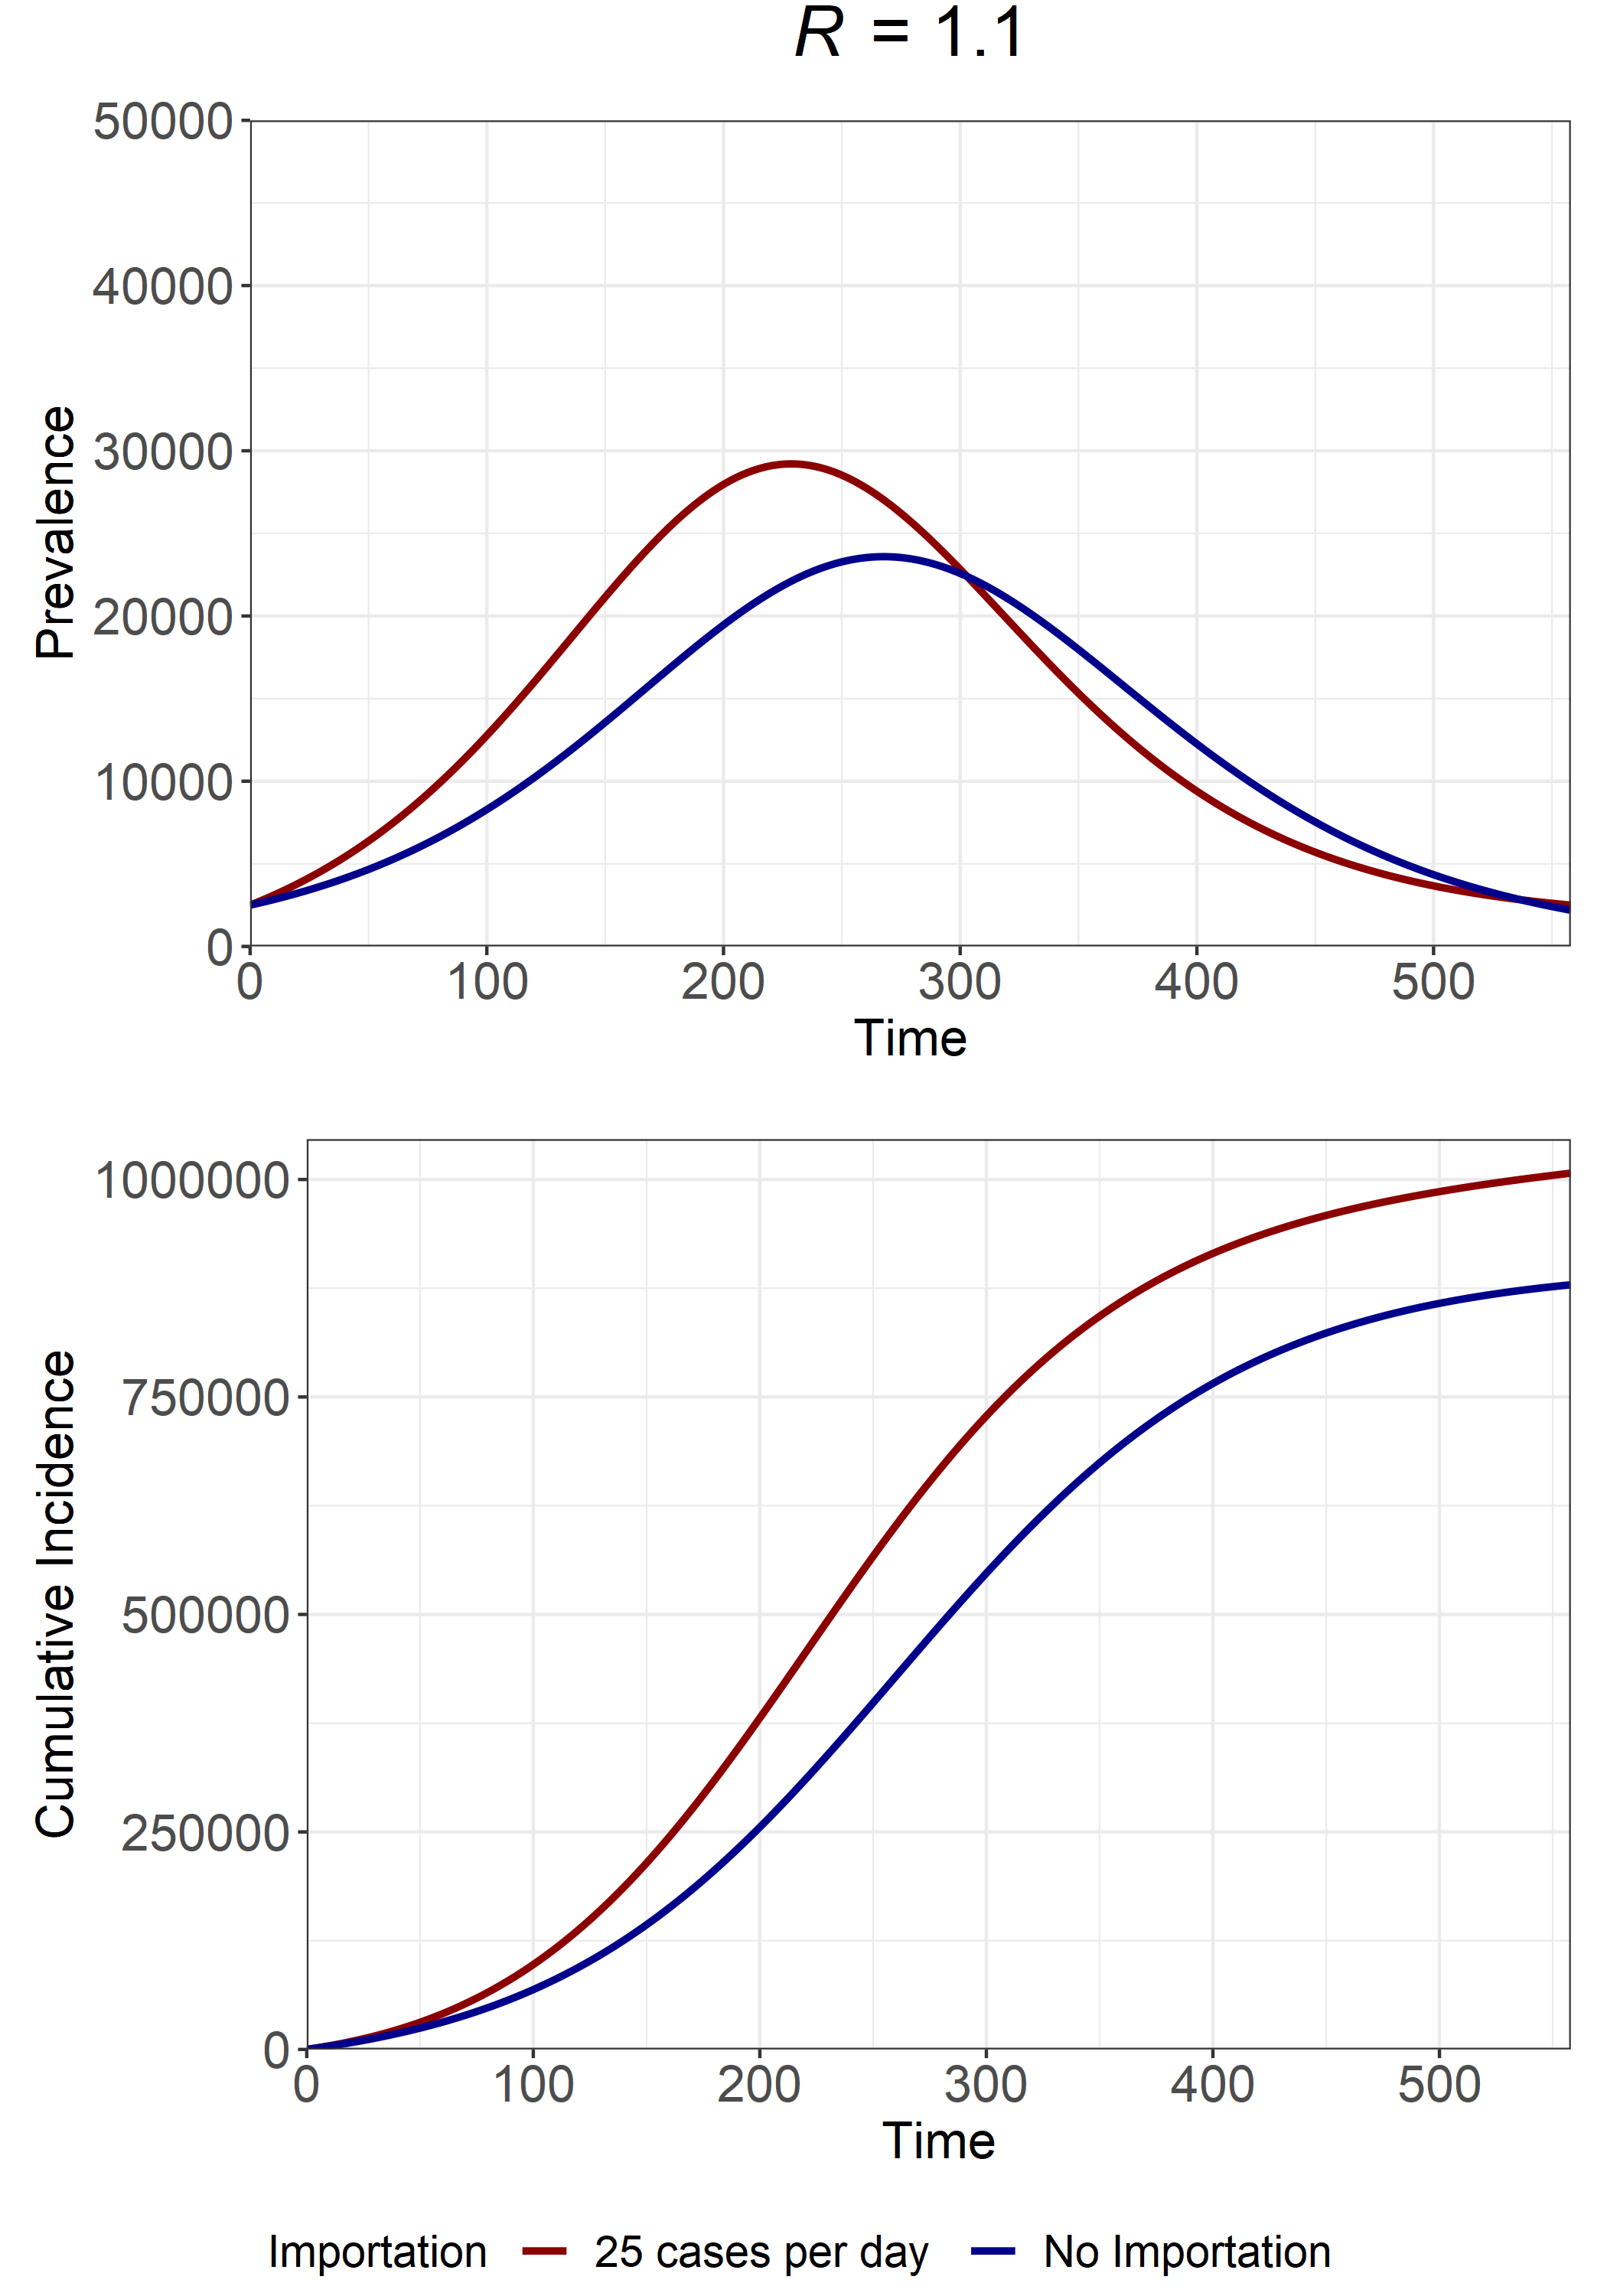 R = 1.1
50000
40000
30000
20000
10000
0
Prevalence
0 100 200 300 400 500
Time
1000000
750000
500000
250000
0
Cumulative Incidence
0 100 200 300 400 500
Time
Importation 25 cases per day No Importation